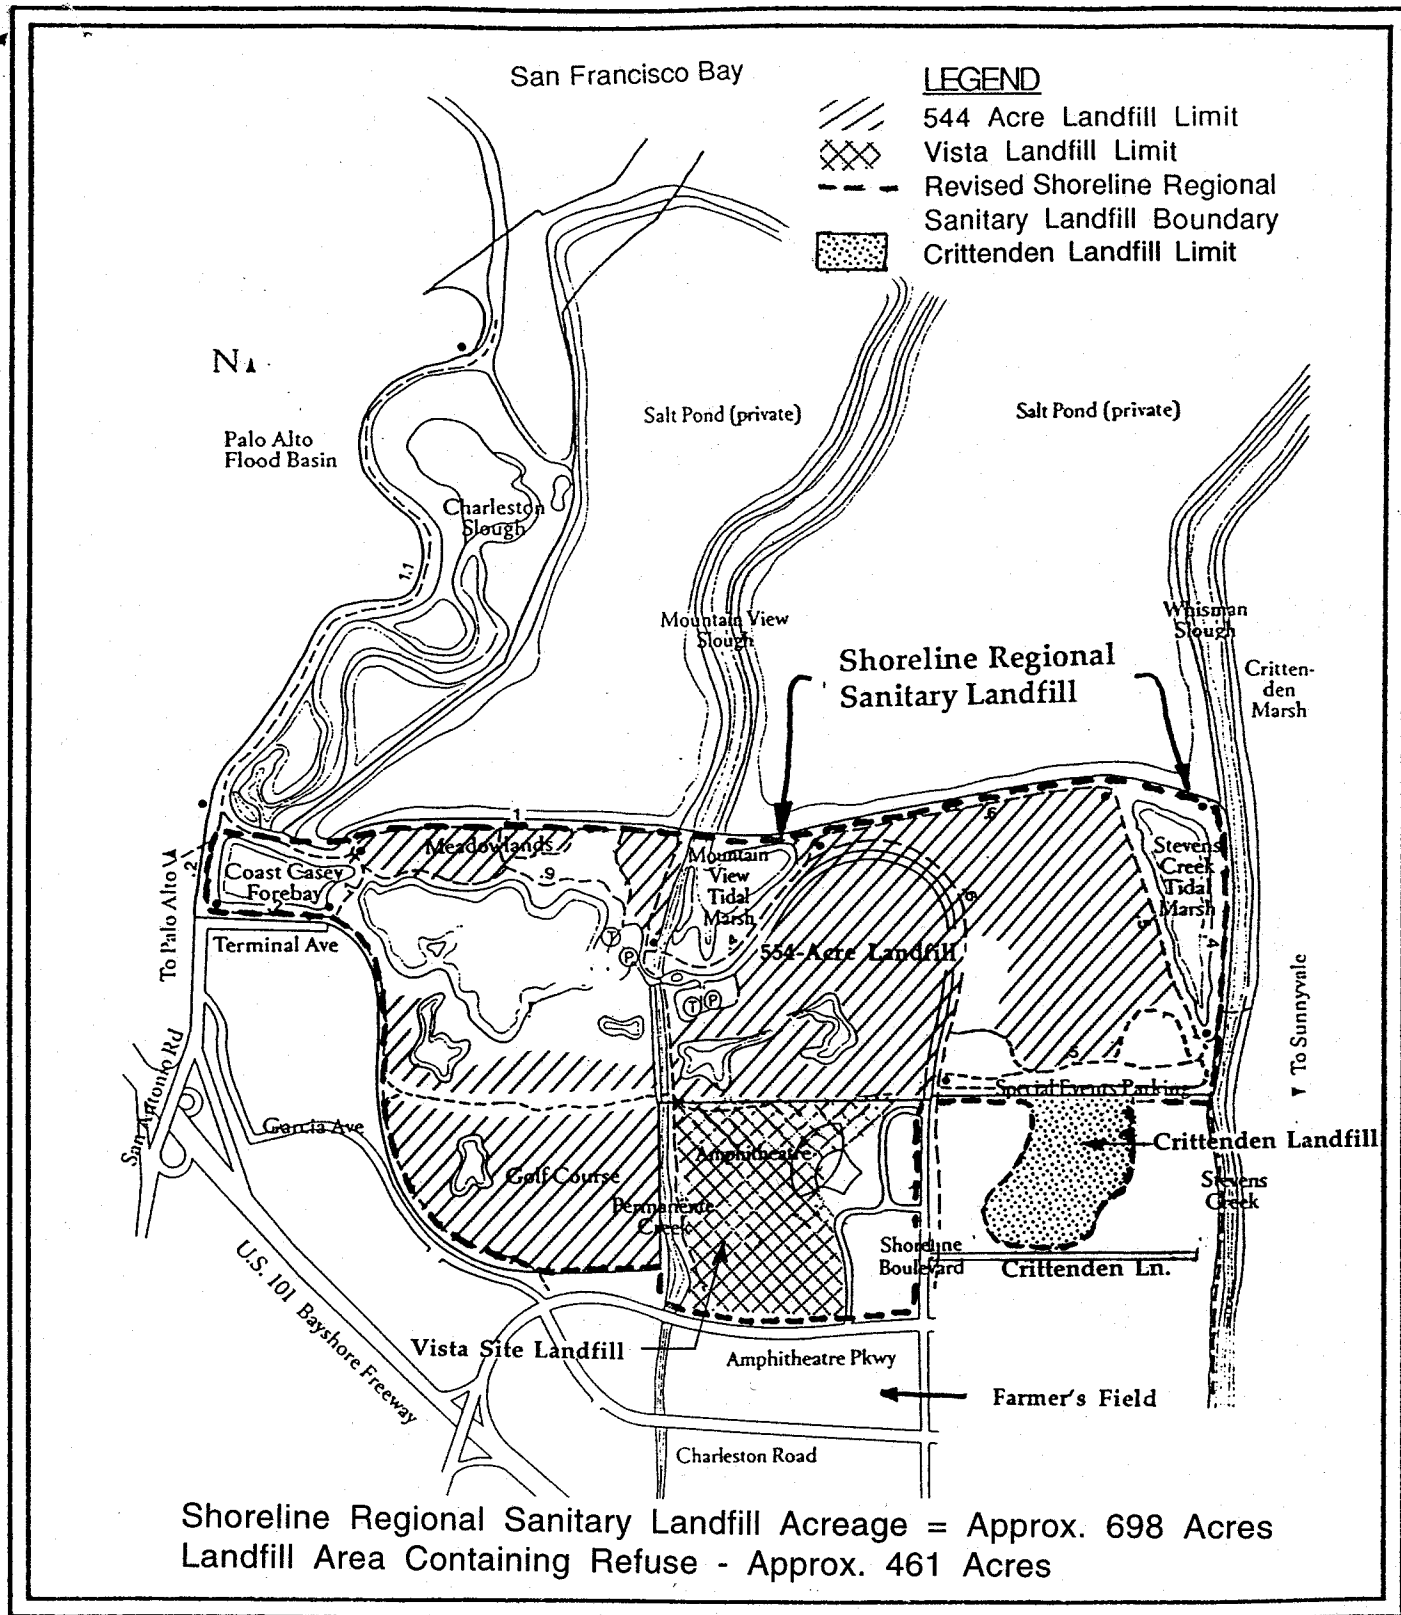 San Francisco Bay
LEGEND
544 Acre Landfill Limit
Vista Landfill Limit
Revised Shoreline Regional
Sanitary Landfill Boundary
Crittenden Landfill Limit
N
Palo Alto
Flood Basin
Salt Pond (private)
Salt Pond (private)
Charleston
Slough
1.1
Mountain View
Slough
Whisman
Slough
Shoreline Regional
Sanitary Landfill
Critten-
den
Marsh
.1
.6
Meadowlands
.9
Coast Casey
Forebay
.2
.2
To Palo Alto
Mountain
View
Tidal
Marsh
.4
Stevens
Creek
Tidal
Marsh
.5
.4
Terminal Ave
554-Acre Landfill
T
P
T
P
To Sunnyvale
San Antonio Rd
.5
Special Events Parking
Garcia Ave
Amphitheatre
Crittenden Landfill
Golf Course
Permanente
Creek
Stevens
Creek
Shoreline
Boulevard
Crittenden Ln.
U.S. 101 Bayshore Freeway
Vista Site Landfill
Amphitheatre Pkwy
Farmer's Field
Charleston Road
Shoreline Regional Sanitary Landfill Acreage = Approx. 698 Acres
Landfill Area Containing Refuse - Approx. 461 Acres